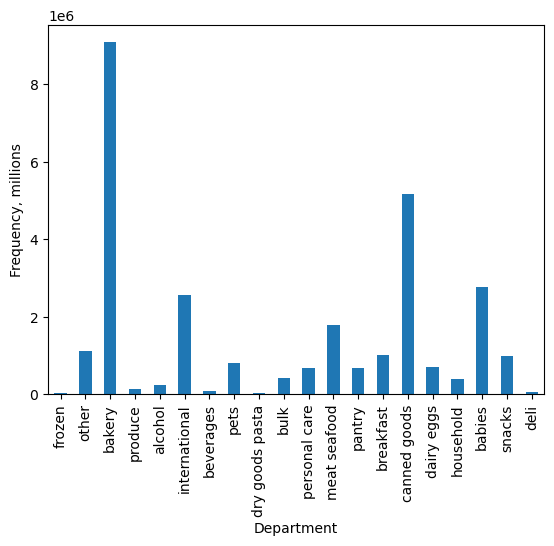 1e6
8
6
4
2
0
Frequency, millions
frozen
other
bakery
produce
alcohol
international
beverages
pets
dry goods pasta
bulk
personal care
meat seafood
pantry
breakfast
canned goods
dairy eggs
household
babies
snacks
deli
Department